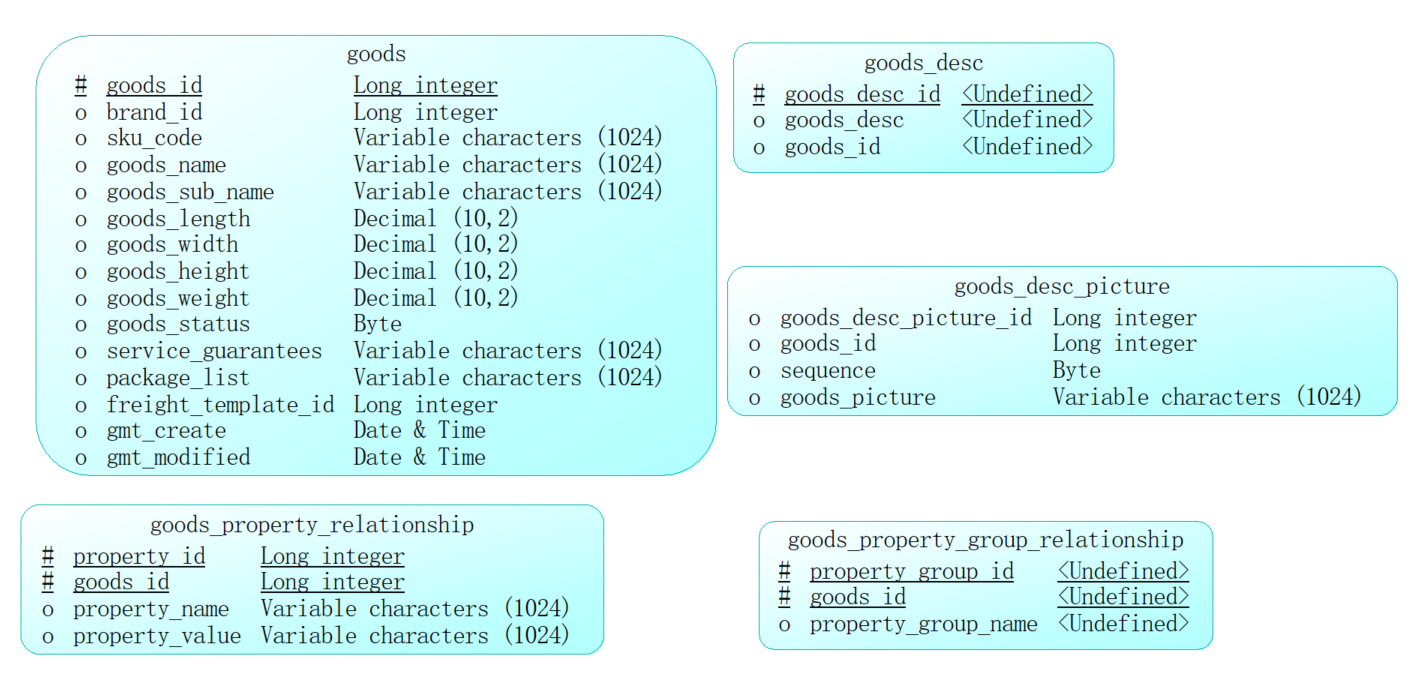 goods
# goods_id Long integer
o brand_id Long integer
o sku_code Variable characters (1024)
o goods_name Variable characters (1024)
o goods_sub_name Variable characters (1024)
o goods_length Decimal (10,2)
o goods_width Decimal (10,2)
o goods_height Decimal (10,2)
o goods_weight Decimal (10,2)
o goods_status Byte
o service_guarantees Variable characters (1024)
o package_list Variable characters (1024)
o freight_template_id Long integer
o gmt_create Date & Time
o gmt_modified Date & Time
goods_desc
# goods_desc_id <Undefined>
o goods_desc <Undefined>
o goods_id <Undefined>
goods_desc_picture
o goods_desc_picture_id Long integer
o goods_id Long integer
o sequence Byte
o goods_picture Variable characters (1024)
goods_property_relationship
# property_id Long integer
# goods_id Long integer
o property_name Variable characters (1024)
o property_value Variable characters (1024)
goods_property_group_relationship
# property_group_id <Undefined>
# goods_id <Undefined>
o property_group_name <Undefined>